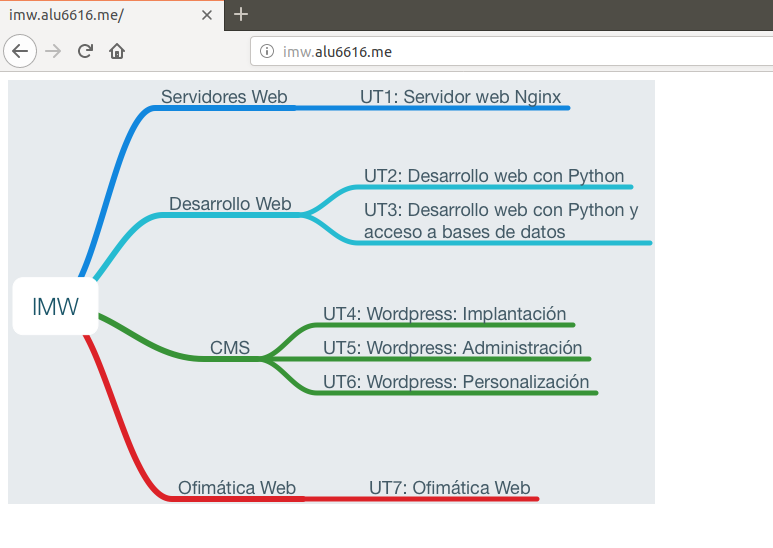 imw.alu6616.me/
imw.alu6616.me
Servidores Web
UT1: Servidor web Nginx
Desarrollo Web
UT2: Desarrollo web con Python
UT3: Desarrollo web con Python y
acceso a bases de datos
IMW
CMS
UT4: Wordpress: Implantación
UT5: Wordpress: Administración
UT6: Wordpress: Personalización
Ofimática Web
UT7: Ofimática Web